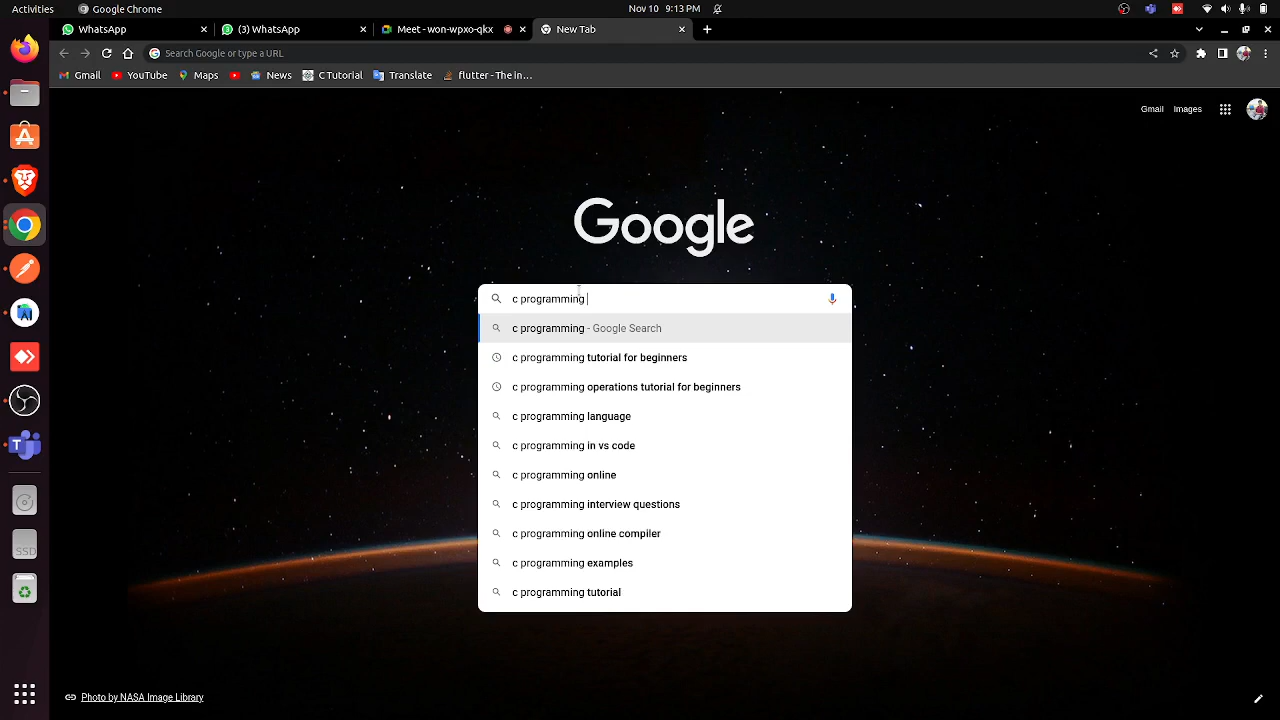 Activities
Google Chrome
Nov 10 9:13 PM
WhatsApp
(3) WhatsApp
Meet - won-wpxo-qkx
New Tab
Search Google or type a URL
Gmail
YouTube
Maps
News
C Tutorial
Translate
flutter - The in...
Gmail
Images
Google
c programming
c programming - Google Search
c programming tutorial for beginners
c programming operations tutorial for beginners
c programming language
c programming in vs code
c programming online
c programming interview questions
c programming online compiler
c programming examples
c programming tutorial
SSD
Photo by NASA Image Library